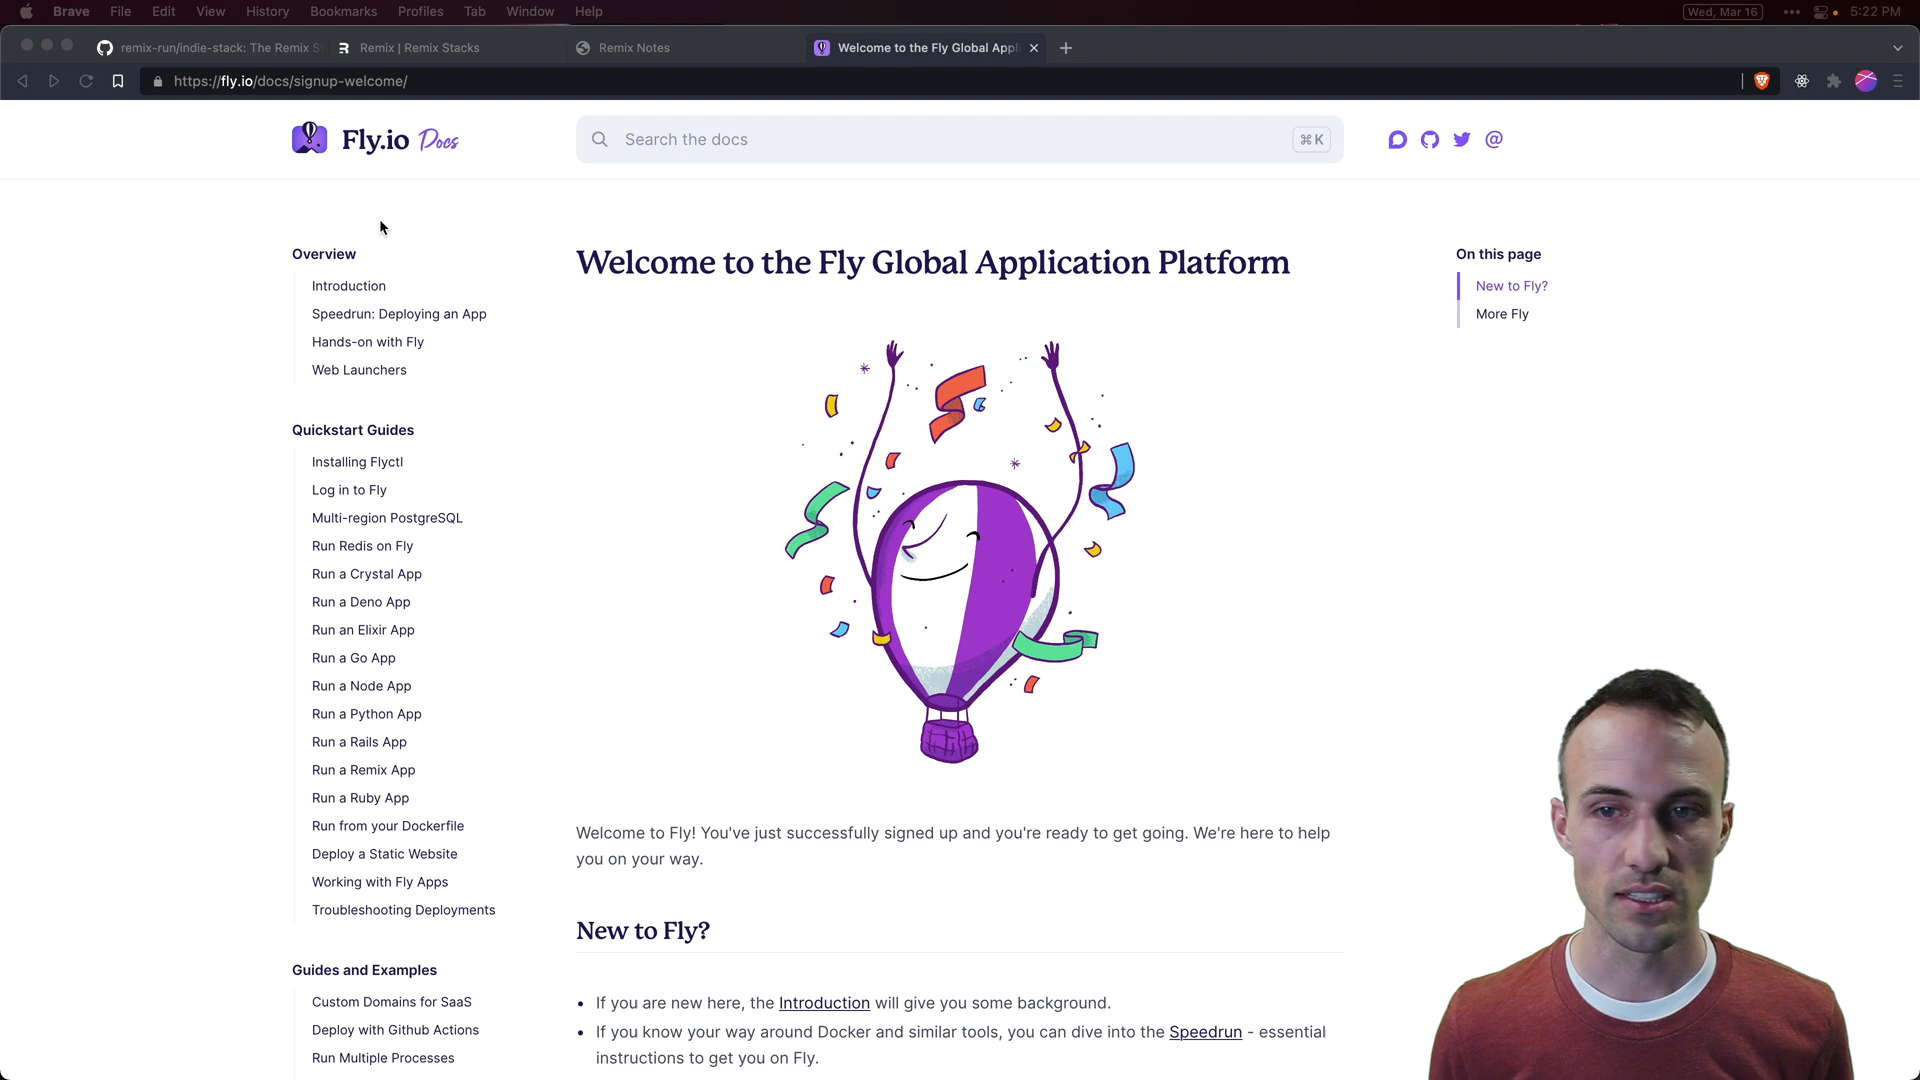 Brave File Edit View History Bookmarks Profiles Tab Window Help Wed, Mar 16 5:22 PM
remix-run/indie-stack: The Remix S Remix | Remix Stacks Remix Notes Welcome to the Fly Global Appl
https://fly.io/docs/signup-welcome/
Fly.io Docs
Search the docs
⌘ K
Overview
Introduction
Speedrun: Deploying an App
Hands-on with Fly
Web Launchers
Quickstart Guides
Installing Flyctl
Log in to Fly
Multi-region PostgreSQL
Run Redis on Fly
Run a Crystal App
Run a Deno App
Run an Elixir App
Run a Go App
Run a Node App
Run a Python App
Run a Rails App
Run a Remix App
Run a Ruby App
Run from your Dockerfile
Deploy a Static Website
Working with Fly Apps
Troubleshooting Deployments
Guides and Examples
Custom Domains for SaaS
Deploy with Github Actions
Run Multiple Processes
Welcome to the Fly Global Application Platform
Welcome to Fly! You've just successfully signed up and you're ready to get going. We're here to help
you on your way.
New to Fly?
If you are new here, the Introduction will give you some background.
If you know your way around Docker and similar tools, you can dive into the Speedrun - essential
instructions to get you on Fly.
On this page
New to Fly?
More Fly